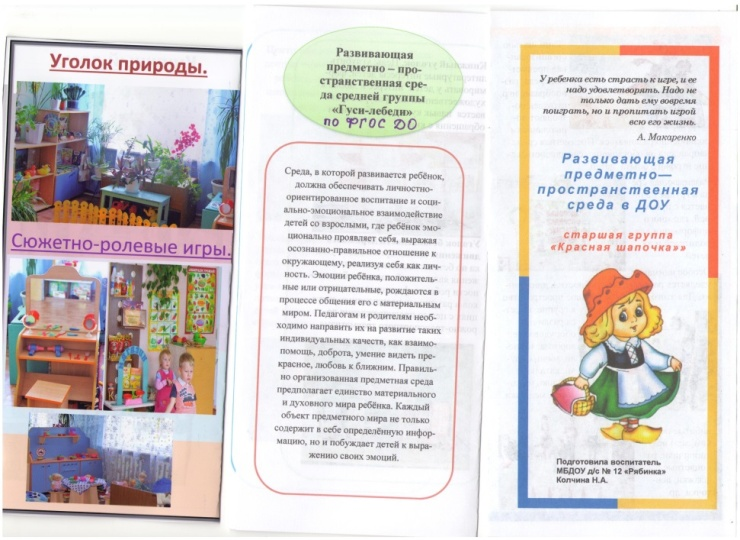 Уголок природы.
Сюжетно-ролевые игры.
Развивающая
предметно – про-
странственная сре-
да средней группы
«Гуси-лебеди»
по ФГОС ДО
Среда, в которой развивается ребёнок,
должна обеспечивать личностно-
ориентированное воспитание и соци-
ально-эмоциональное взаимодействие
детей со взрослыми, где ребёнок эмо-
ционально проявляет себя, выражая
осознанно-правильное отношение к
окружающему, реализуя себя как лич-
ность. Эмоции ребёнка, положитель-
ные или отрицательные, рождаются в
процессе общения его с материальным
миром. Педагогам и родителям необ-
ходимо направить их на развитие таких
индивидуальных качеств, как взаимо-
помощь, доброта, умение видеть пре-
красное, любовь к ближним. Правиль-
но организованная предметная среда
предполагает единство материального
и духовного мира ребёнка. Каждый
объект предметного мира не только
содержит в себе определённую инфор-
мацию, но и побуждает детей к выра-
жению своих эмоций.
У ребенка есть страсть к игре, и ее
надо удовлетворять. Надо не
только дать ему вовремя
поиграть, но и пропитать игрой
всю его жизнь.
А. Макаренко
Развивающая
предметно—
пространственная
среда в ДОУ
старшая группа
«Красная шапочка»»
Подготовила воспитатель
МБДОУ д/с № 12 «Рябинка»
Колчина Н.А.